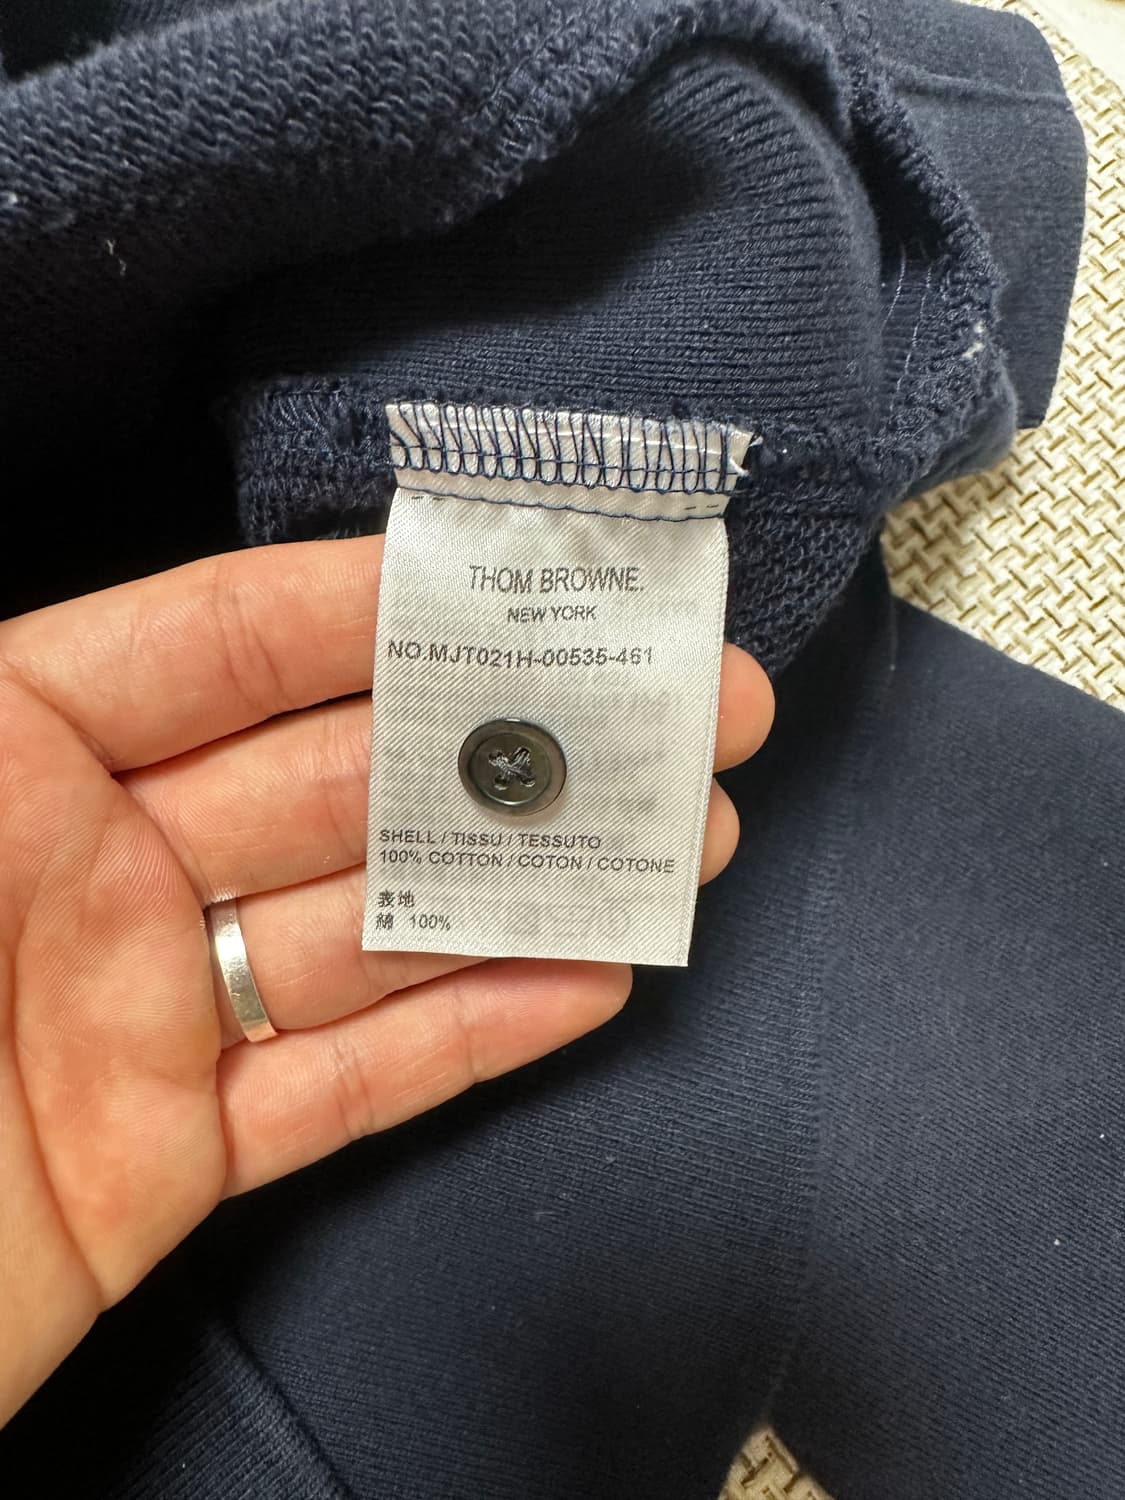 THOM BROWNE.
NEW YORK
NO.MJT021H-00535-461
SHELL / TISSU / TESSUTO
100% COTTON / COTON / COTONE
表地
綿 100%